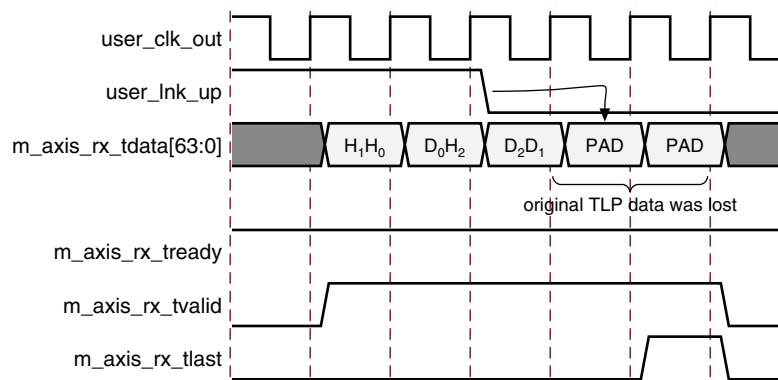 user_clk_out
user_lnk_up
m_axis_rx_tdata[63:0] H₁H₀ D₀H₂ D₂D₁ PAD PAD
original TLP data was lost
m_axis_rx_tready
m_axis_rx_tvalid
m_axis_rx_tlast